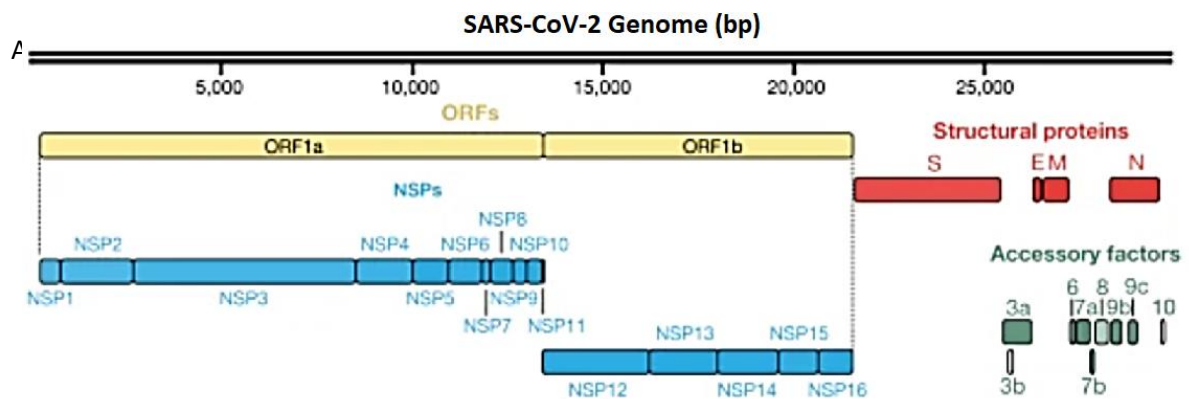 SARS-CoV-2 Genome (bp)
A
5,000 10,000 15,000 20,000 25,000
ORFs
ORF1a ORF1b
Structural proteins
S E M N
NSPs
NSP8
NSP2 NSP4 NSP6 NSP10
NSP1 NSP3 NSP5 NSP9
NSP7 NSP11
Accessory factors
6 8 9c
3a 7a 9b 10
3b 7b
NSP13 NSP15
NSP12 NSP14 NSP16